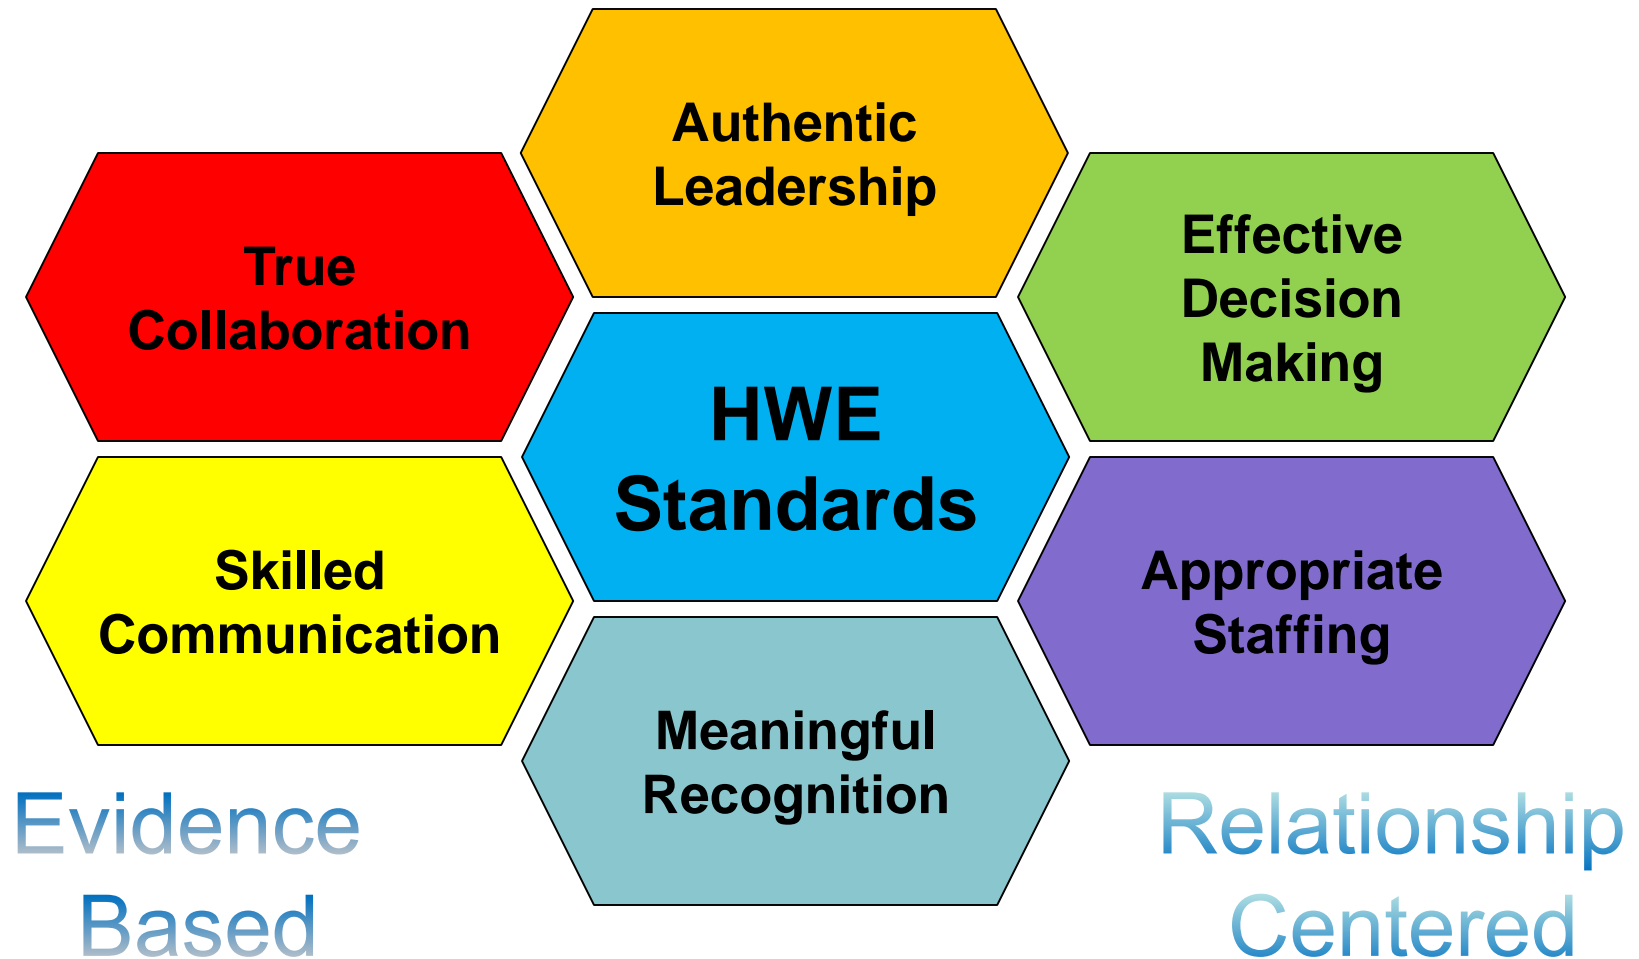 Authentic
Leadership
True
Collaboration
Effective
Decision
Making
HWE
Standards
Skilled
Communication
Appropriate
Staffing
Meaningful
Recognition
Evidence
Based
Relationship
Centered